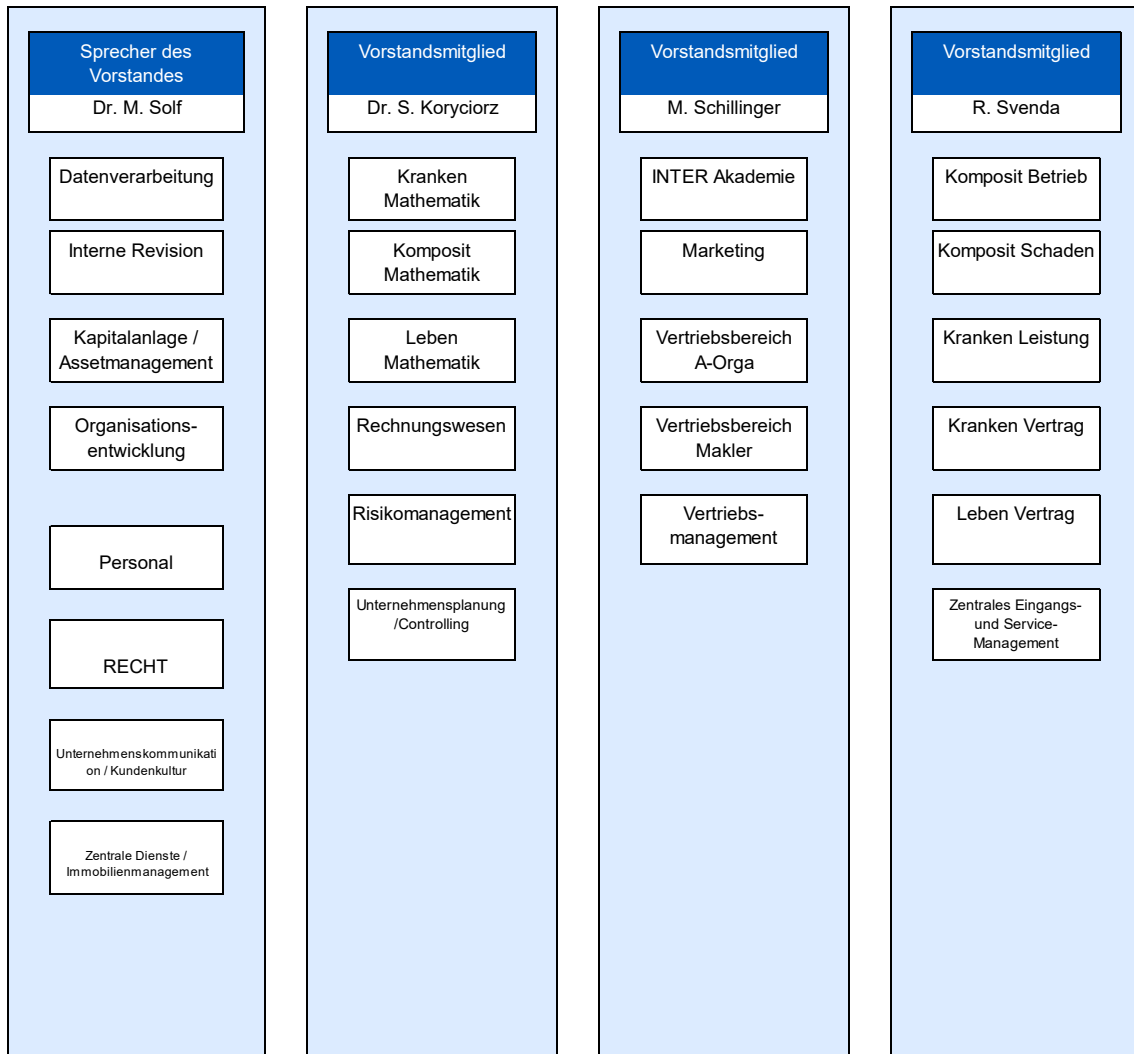 Sprecher des
Vorstandes
Dr. M. Solf
Datenverarbeitung
Interne Revision
Kapitalanlage /
Assetmanagement
Organisations-
entwicklung
Personal
RECHT
Unternehmenskommunikati
on / Kundenkultur
Zentrale Dienste /
Immobilienmanagement
Vorstandsmitglied
Dr. S. Koryciorz
Kranken
Mathematik
Komposit
Mathematik
Leben
Mathematik
Rechnungswesen
Risikomanagement
Unternehmensplanung
/Controlling
Vorstandsmitglied
M. Schillinger
INTER Akademie
Marketing
Vertriebsbereich
A-Orga
Vertriebsbereich
Makler
Vertriebs-
management
Vorstandsmitglied
R. Svenda
Komposit Betrieb
Komposit Schaden
Kranken Leistung
Kranken Vertrag
Leben Vertrag
Zentrales Eingangs-
und Service-
Management